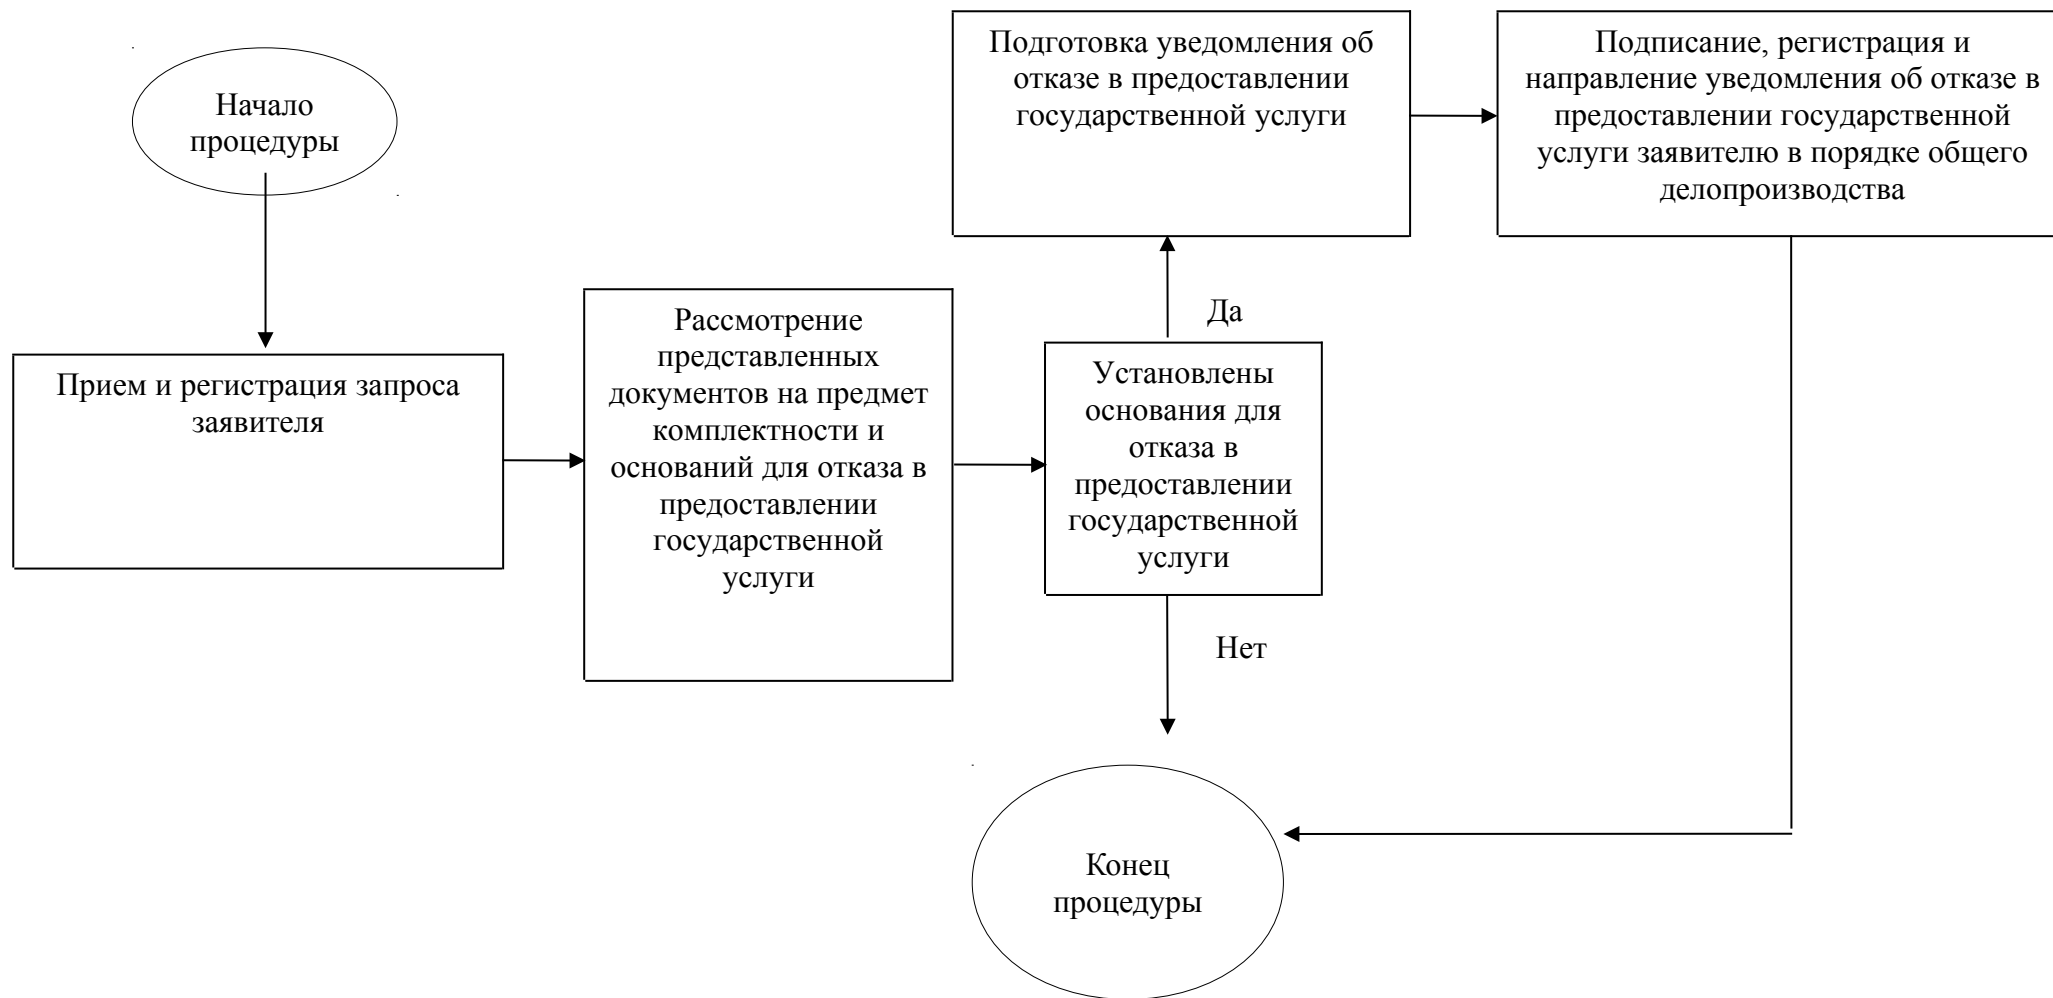 Начало
процедуры
Прием и регистрация запроса
заявителя
Рассмотрение
представленных
документов на предмет
комплектности и
оснований для отказа в
предоставлении
государственной
услуги
Установлены
основания для
отказа в
предоставлении
государственной
услуги
Да
Подготовка уведомления об
отказе в предоставлении
государственной услуги
Подписание, регистрация и
направление уведомления об отказе в
предоставлении государственной
услуги заявителю в порядке общего
делопроизводства
Нет
Конец
процедуры